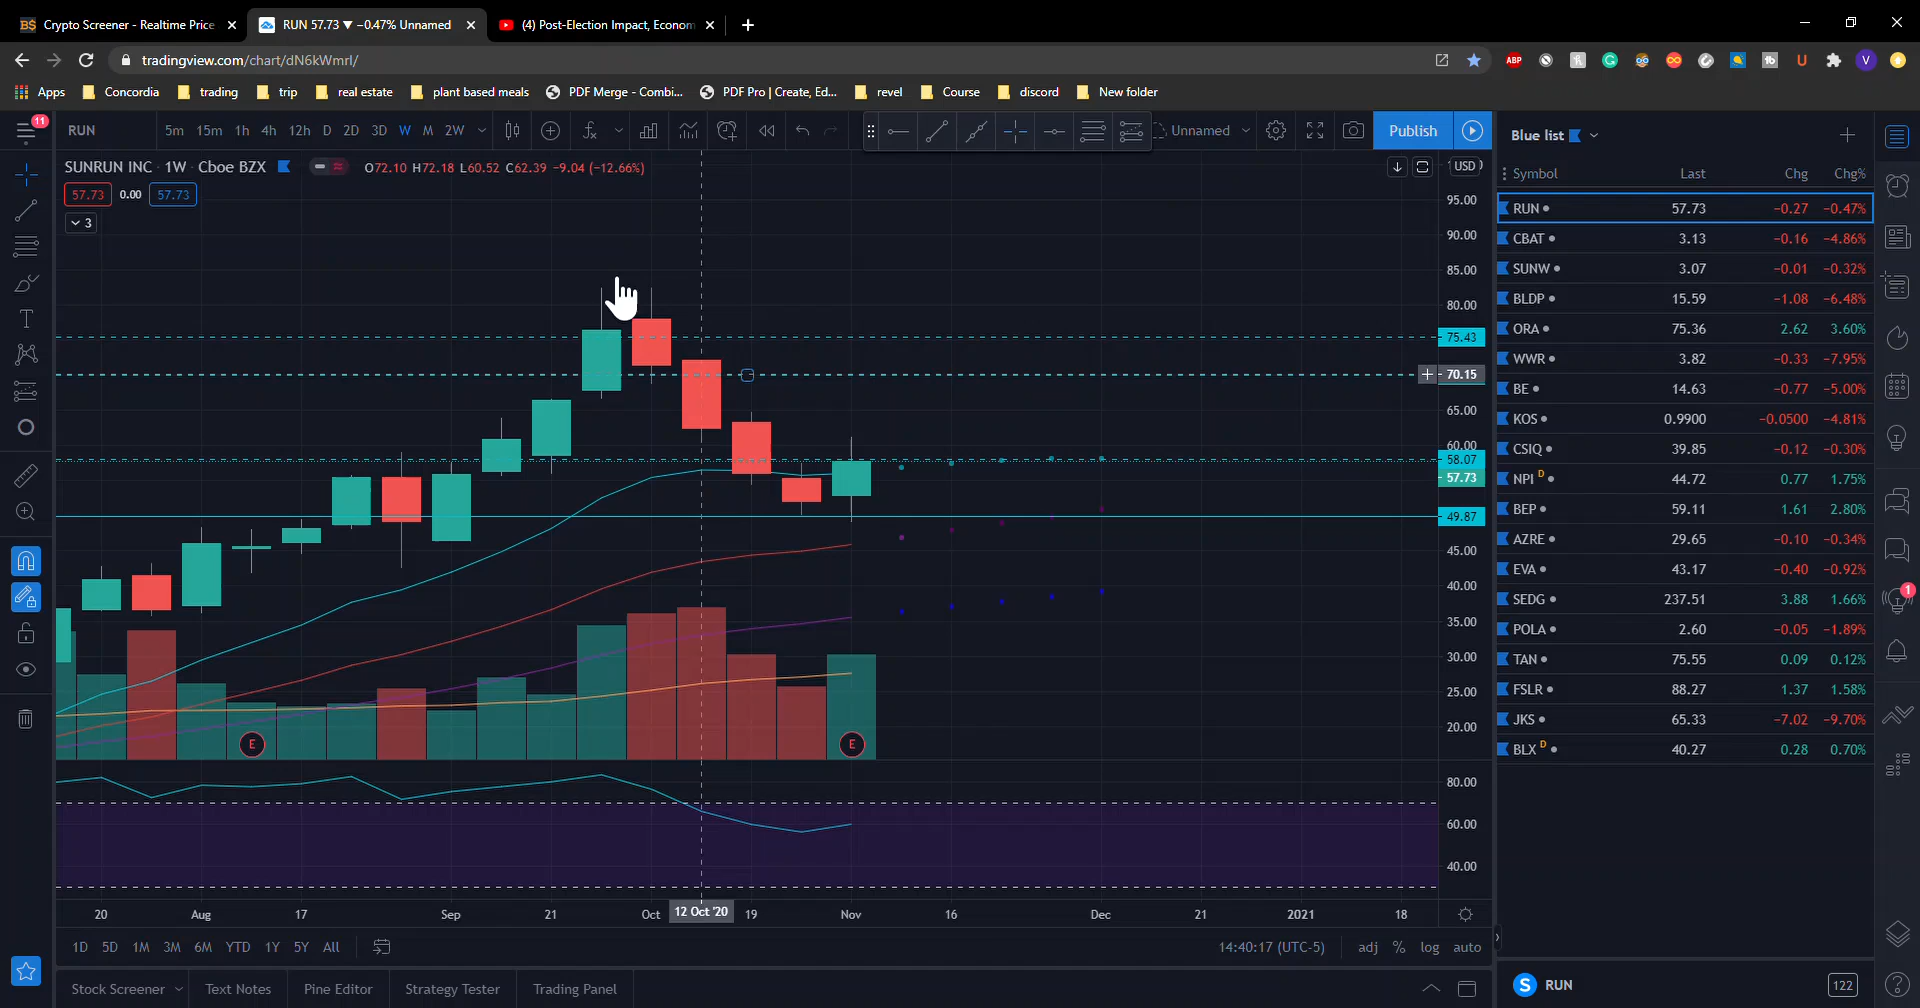 Crypto Screener - Realtime Price
RUN 57.73 ▼ −0.47% Unnamed
(4) Post-Election Impact, Econom
tradingview.com/chart/dN6kWmrI/
ABP
V
Apps
Concordia
trading
trip
real estate
plant based meals
PDF Merge - Combi...
PDF Pro | Create, Ed...
revel
Course
discord
New folder
11
RUN
5m 15m 1h 4h 12h D 2D 3D W M 2W
Unnamed
Publish
SUNRUN INC · 1W · Cboe BZX
O72.10 H72.18 L60.52 C62.39 −9.04 (−12.66%)
57.73 0.00 57.73
3
USD
95.00
90.00
85.00
80.00
75.43
70.15
65.00
60.00
58.07
57.73
49.87
45.00
40.00
35.00
30.00
25.00
20.00
80.00
60.00
40.00
E
E
20 Aug 17 Sep 21 Oct 12 Oct '20 19 Nov 16 Dec 21 2021 18
1D 5D 1M 3M 6M YTD 1Y 5Y All
14:40:17 (UTC-5)
adj % log auto
Stock Screener
Text Notes
Pine Editor
Strategy Tester
Trading Panel
Blue list
Symbol Last Chg Chg%
RUN 57.73 −0.27 −0.47%
CBAT 3.13 −0.16 −4.86%
SUNW 3.07 −0.01 −0.32%
BLDP 15.59 −1.08 −6.48%
ORA 75.36 2.62 3.60%
WWR 3.82 −0.33 −7.95%
BE 14.63 −0.77 −5.00%
KOS 0.9900 −0.0500 −4.81%
CSIQ 39.85 −0.12 −0.30%
NPI D 44.72 0.77 1.75%
BEP 59.11 1.61 2.80%
AZRE 29.65 −0.10 −0.34%
EVA 43.17 −0.40 −0.92%
SEDG 237.51 3.88 1.66%
POLA 2.60 −0.05 −1.89%
TAN 75.55 0.09 0.12%
FSLR 88.27 1.37 1.58%
JKS 65.33 −7.02 −9.70%
BLX D 40.27 0.28 0.70%
1
S RUN
122